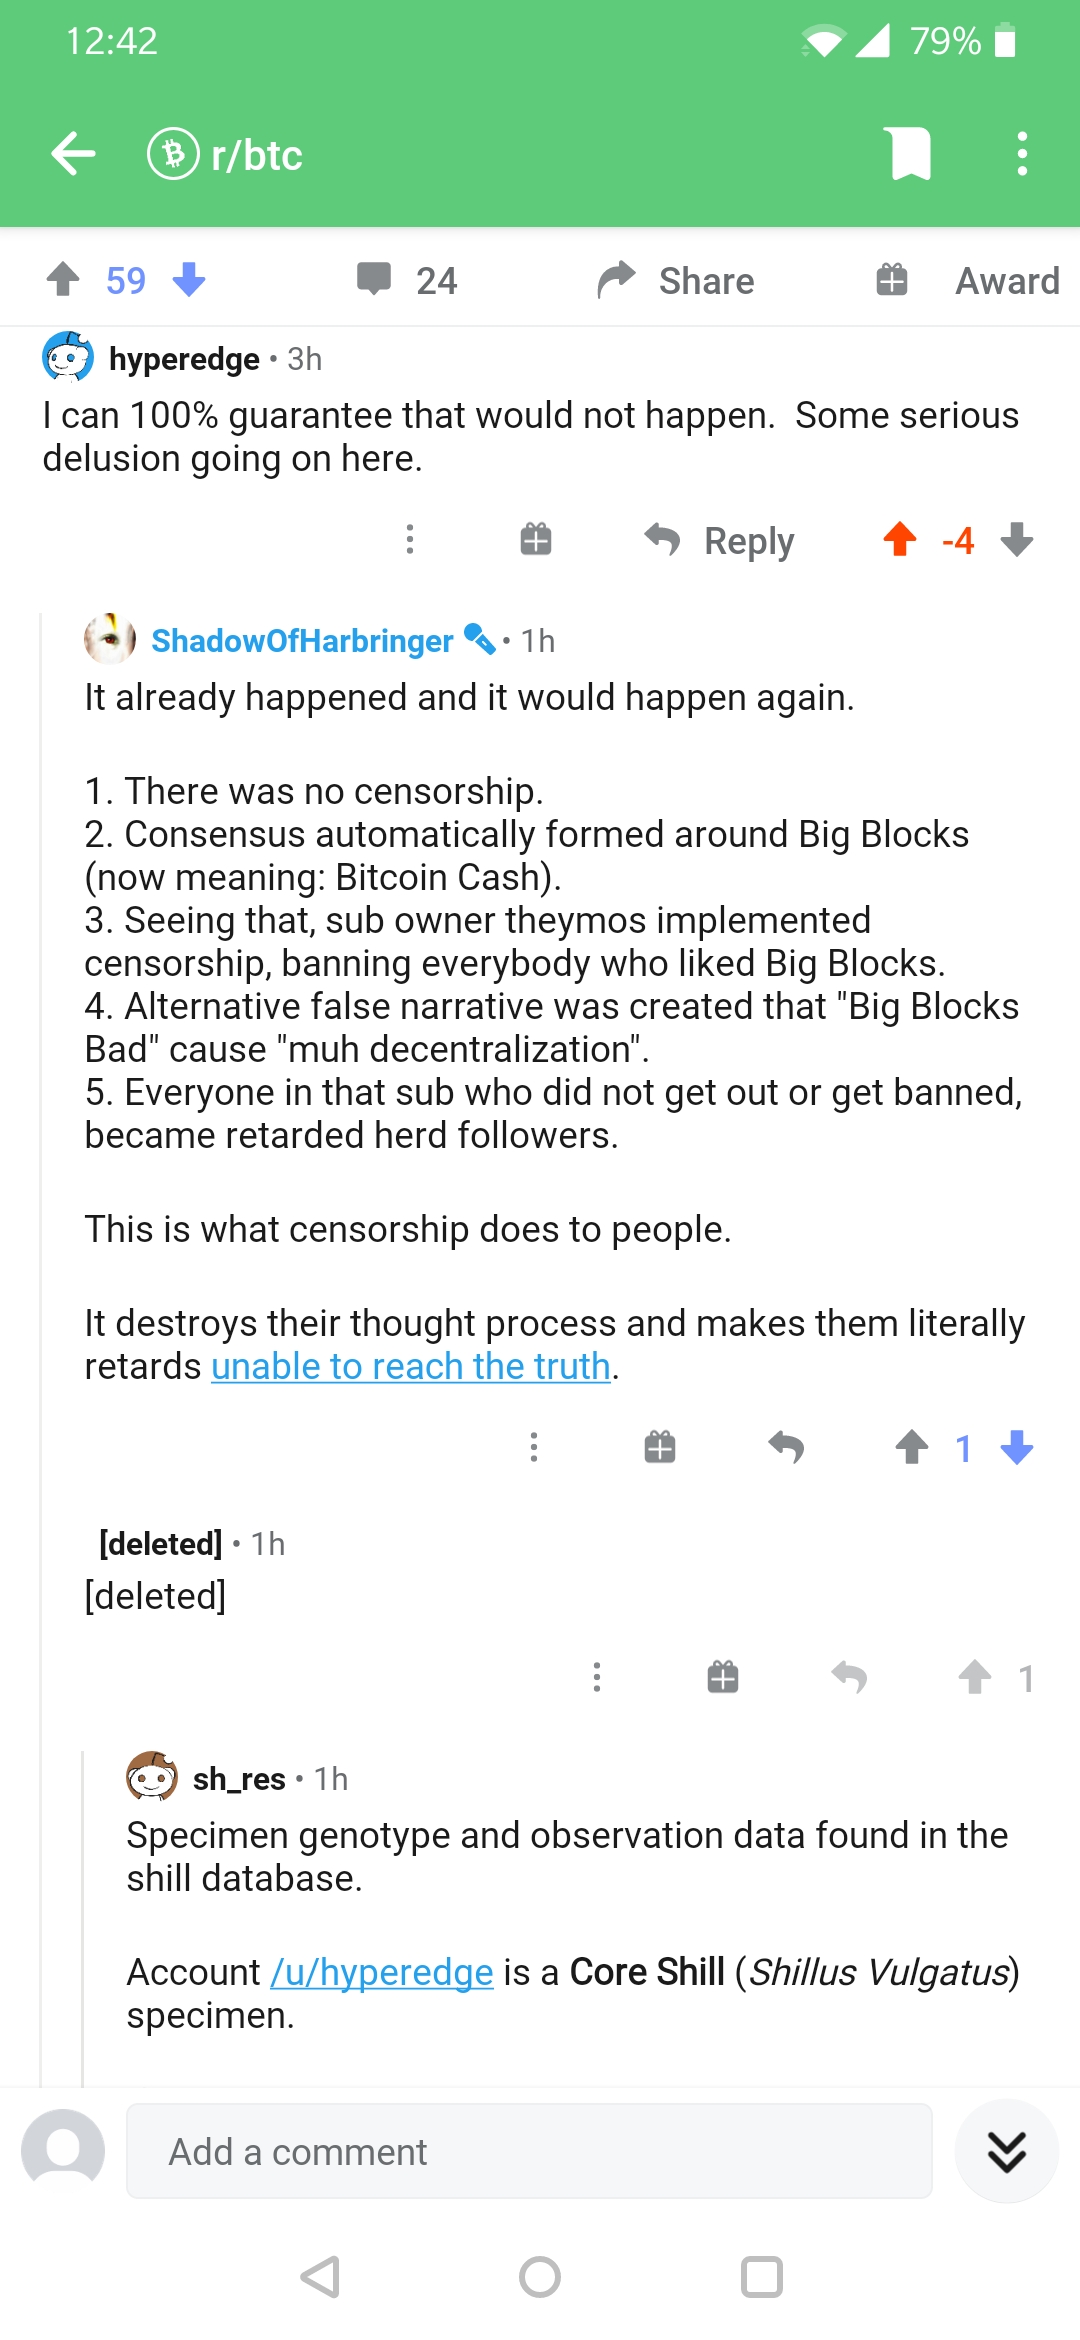 12:42
79%
r/btc
59
24
Share
Award
hyperedge • 3h
I can 100% guarantee that would not happen.  Some serious
delusion going on here.
Reply
-4
ShadowOfHarbringer • 1h
It already happened and it would happen again.
1. There was no censorship.
2. Consensus automatically formed around Big Blocks
(now meaning: Bitcoin Cash).
3. Seeing that, sub owner theymos implemented
censorship, banning everybody who liked Big Blocks.
4. Alternative false narrative was created that "Big Blocks
Bad" cause "muh decentralization".
5. Everyone in that sub who did not get out or get banned,
became retarded herd followers.
This is what censorship does to people.
It destroys their thought process and makes them literally
retards unable to reach the truth.
1
[deleted] • 1h
[deleted]
1
sh_res • 1h
Specimen genotype and observation data found in the
shill database.
Account /u/hyperedge is a Core Shill (Shillus Vulgatus)
specimen.
Add a comment